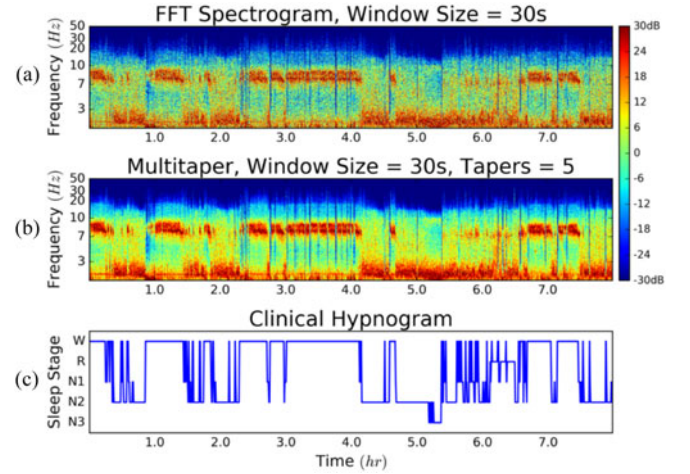 FFT Spectrogram, Window Size = 30s
(a)
Frequency (Hz)
50
30
20
10
7
3
1.0 2.0 3.0 4.0 5.0 6.0 7.0
30dB
24
18
12
6
0
-6
-12
-18
-24
-30dB
Multitaper, Window Size = 30s, Tapers = 5
(b)
Frequency (Hz)
50
30
20
10
7
3
1.0 2.0 3.0 4.0 5.0 6.0 7.0
Clinical Hypnogram
(c)
Sleep Stage
W
R
N1
N2
N3
1.0 2.0 3.0 4.0 5.0 6.0 7.0
Time (hr)